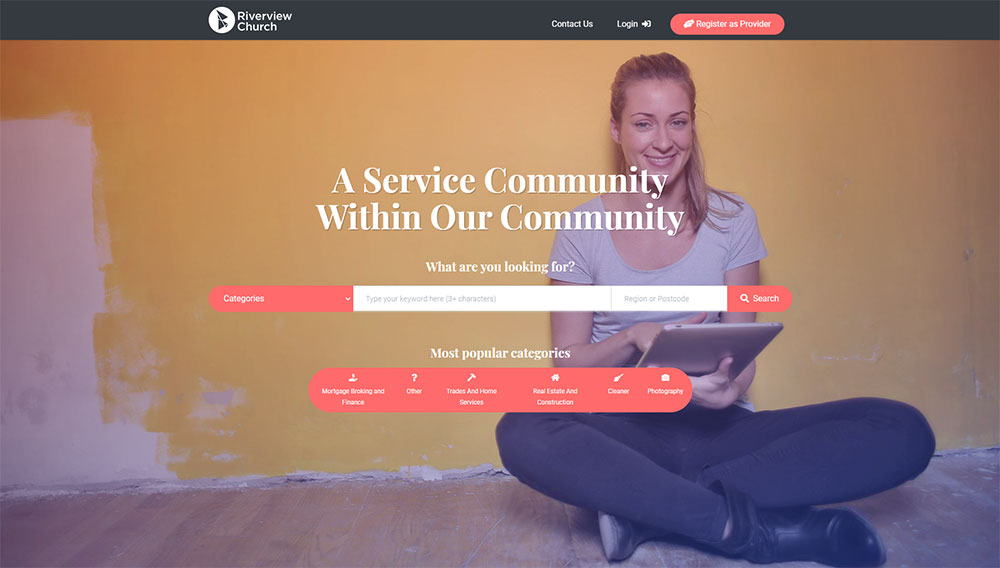 Riverview
Church
Contact Us
Login
Register as Provider
A Service Community
Within Our Community
What are you looking for?
Categories
Type your keyword here (3+ characters)
Region or Postcode
Search
Most popular categories
Mortgage Broking and
Finance
Other
Trades And Home
Services
Real Estate And
Construction
Cleaner
Photography